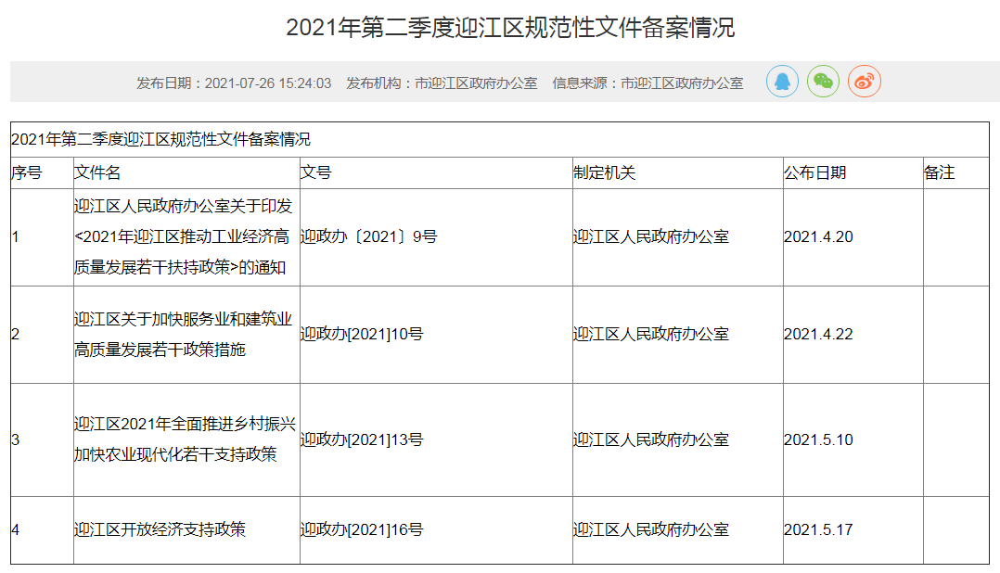 2021年第二季度迎江区规范性文件备案情况
发布日期：2021-07-26 15:24:03 发布机构：市迎江区政府办公室 信息来源：市迎江区政府办公室
2021年第二季度迎江区规范性文件备案情况
序号 文件名 文号 制定机关 公布日期 备注
迎江区人民政府办公室关于印发
1 <2021年迎江区推动工业经济高 迎政办〔2021〕9号 迎江区人民政府办公室 2021.4.20
质量发展若干扶持政策>的通知
2 迎江区关于加快服务业和建筑业 迎政办[2021]10号 迎江区人民政府办公室 2021.4.22
高质量发展若干政策措施
3 迎江区2021年全面推进乡村振兴 迎政办[2021]13号 迎江区人民政府办公室 2021.5.10
加快农业现代化若干支持政策
4 迎江区开放经济支持政策 迎政办[2021]16号 迎江区人民政府办公室 2021.5.17